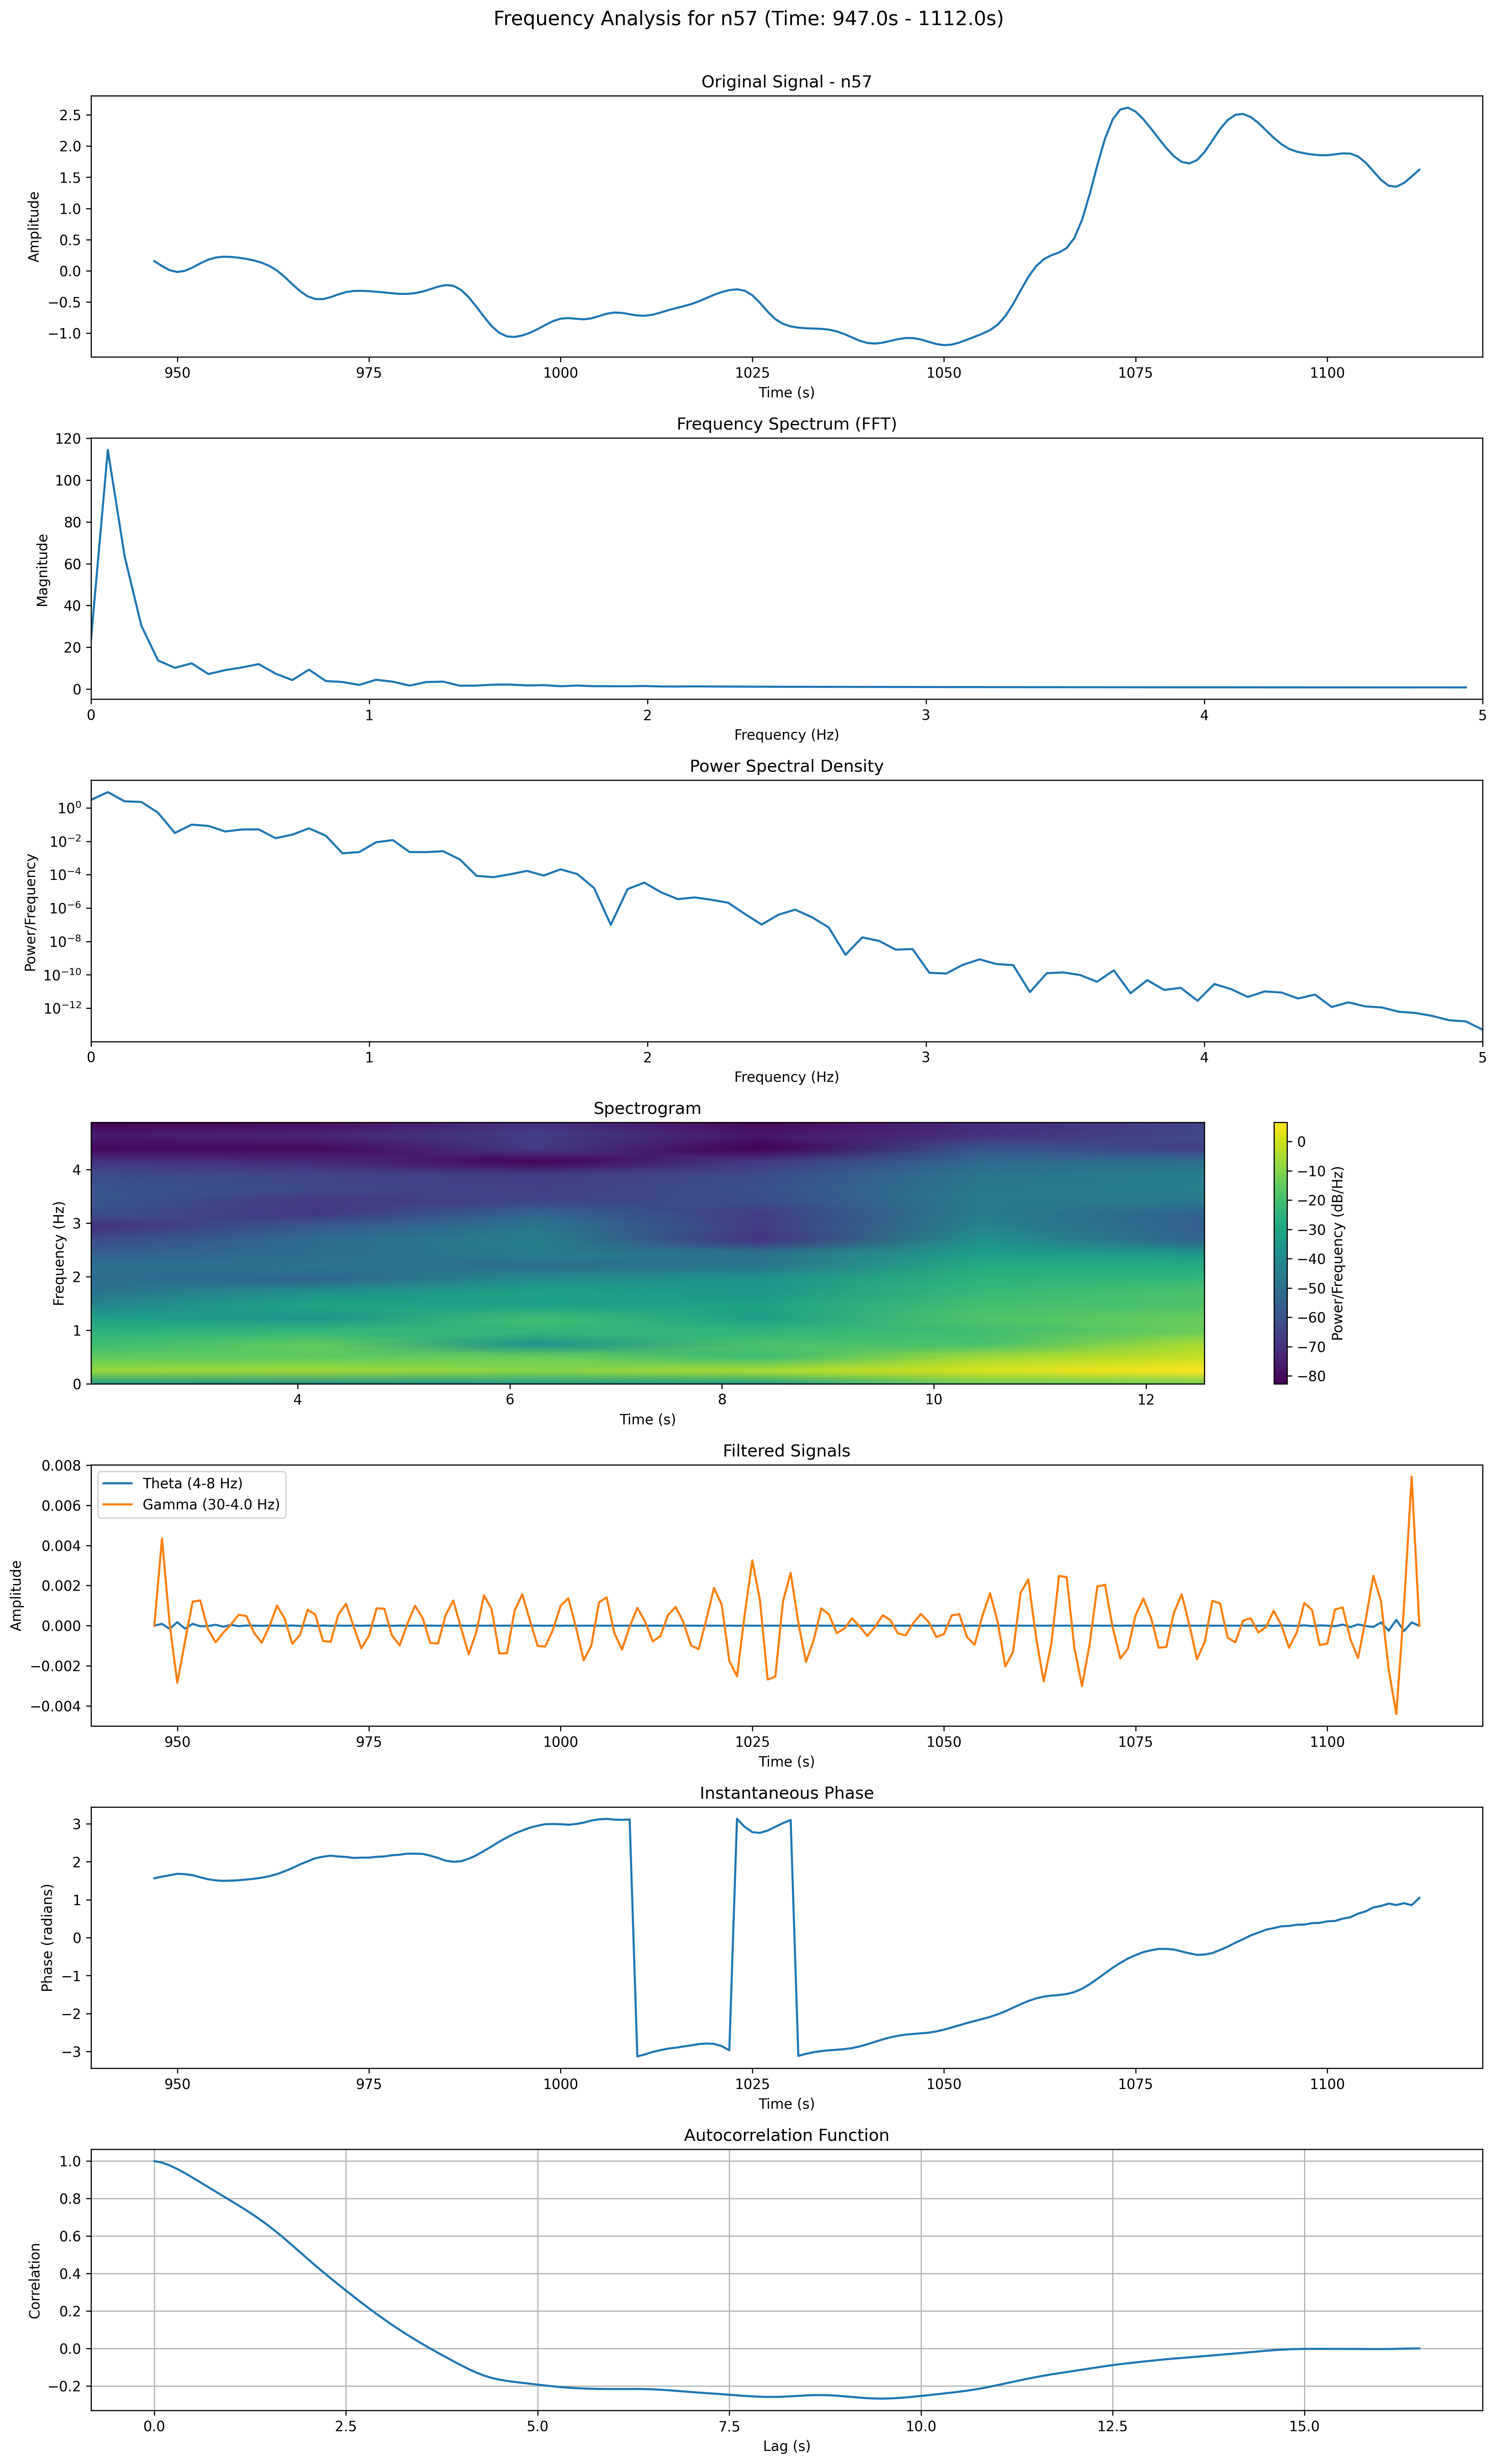 Frequency Analysis for n57 (Time: 947.0s - 1112.0s)
Original Signal - n57
2.5
2.0
1.5
1.0
0.5
0.0
−0.5
−1.0
Amplitude
950 975 1000 1025 1050 1075 1100
Time (s)
Frequency Spectrum (FFT)
120
100
80
60
40
20
0
Magnitude
0 1 2 3 4 5
Frequency (Hz)
Power Spectral Density
10⁰
10⁻²
10⁻⁴
10⁻⁶
10⁻⁸
10⁻¹⁰
10⁻¹²
Power/Frequency
0 1 2 3 4 5
Frequency (Hz)
Spectrogram
4
3
2
1
0
Frequency (Hz)
4 6 8 10 12
Time (s)
0
−10
−20
−30
−40
−50
−60
−70
−80
Power/Frequency (dB/Hz)
Filtered Signals
Theta (4-8 Hz)
Gamma (30-4.0 Hz)
0.008
0.006
0.004
0.002
0.000
−0.002
−0.004
Amplitude
950 975 1000 1025 1050 1075 1100
Time (s)
Instantaneous Phase
3
2
1
0
−1
−2
−3
Phase (radians)
950 975 1000 1025 1050 1075 1100
Time (s)
Autocorrelation Function
1.0
0.8
0.6
0.4
0.2
0.0
−0.2
Correlation
0.0 2.5 5.0 7.5 10.0 12.5 15.0
Lag (s)